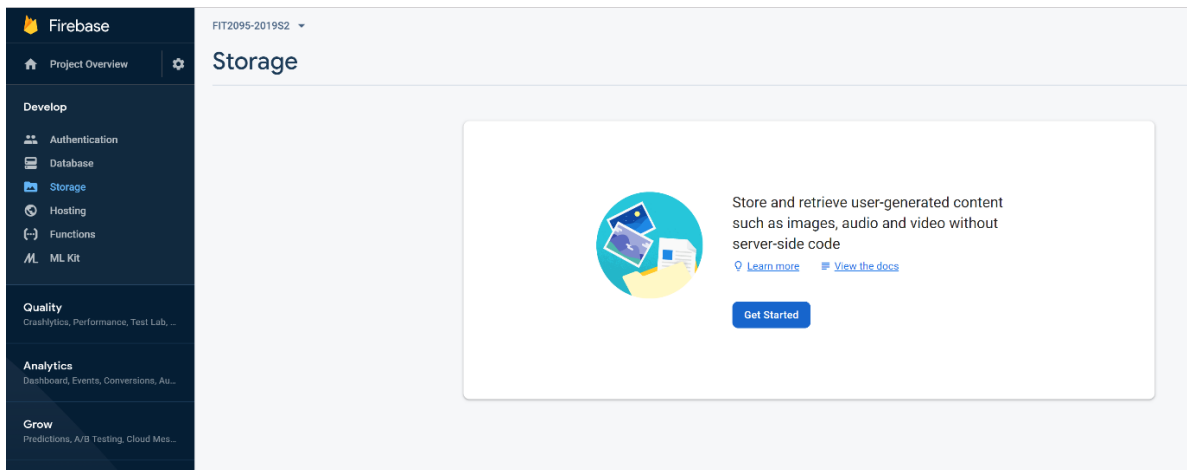 Firebase
FIT2095-2019S2
Project Overview
Storage
Develop
Authentication
Database
Storage
Hosting
Functions
ML Kit
Store and retrieve user-generated content
such as images, audio and video without
server-side code
Learn more View the docs
Get Started
Quality
Crashlytics, Performance, Test Lab, ...
Analytics
Dashboard, Events, Conversions, Au...
Grow
Predictions, A/B Testing, Cloud Mes...